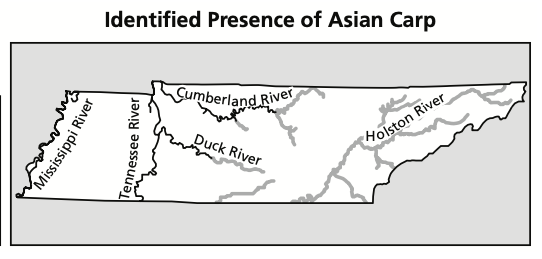 Identified Presence of Asian Carp
Cumberland River
Mississippi River
Tennessee River
Duck River
Holston River